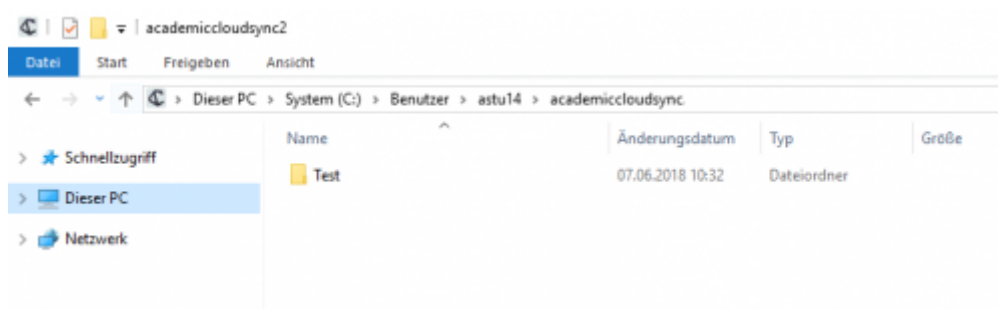 academiccloudsync2
Datei Start Freigeben Ansicht
Dieser PC > System (C:) > Benutzer > astu14 > academiccloudsync
Name Änderungsdatum Typ Größe
Schnellzugriff
Test 07.06.2018 10:32 Dateiordner
Dieser PC
Netzwerk